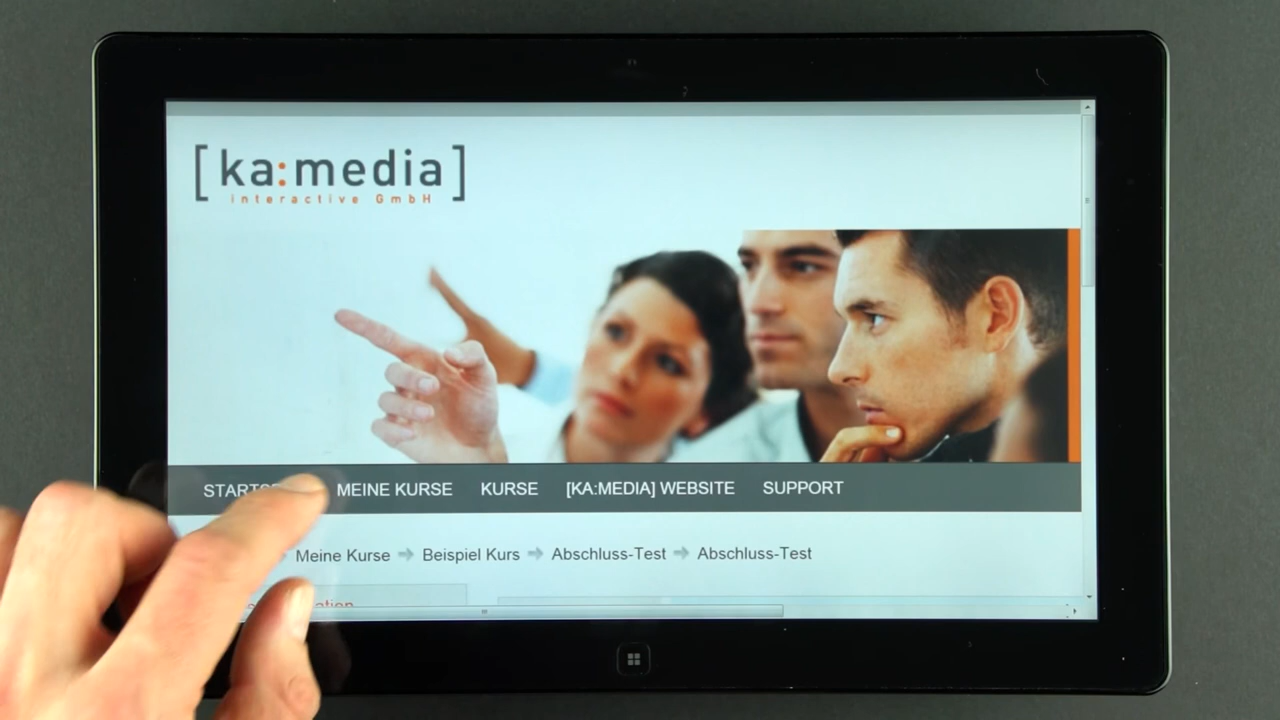 [ka:media]
interactive GmbH
MEINE KURSE KURSE [KA:MEDIA] WEBSITE SUPPORT
Meine Kurse Beispiel Kurs Abschluss-Test Abschluss-Test